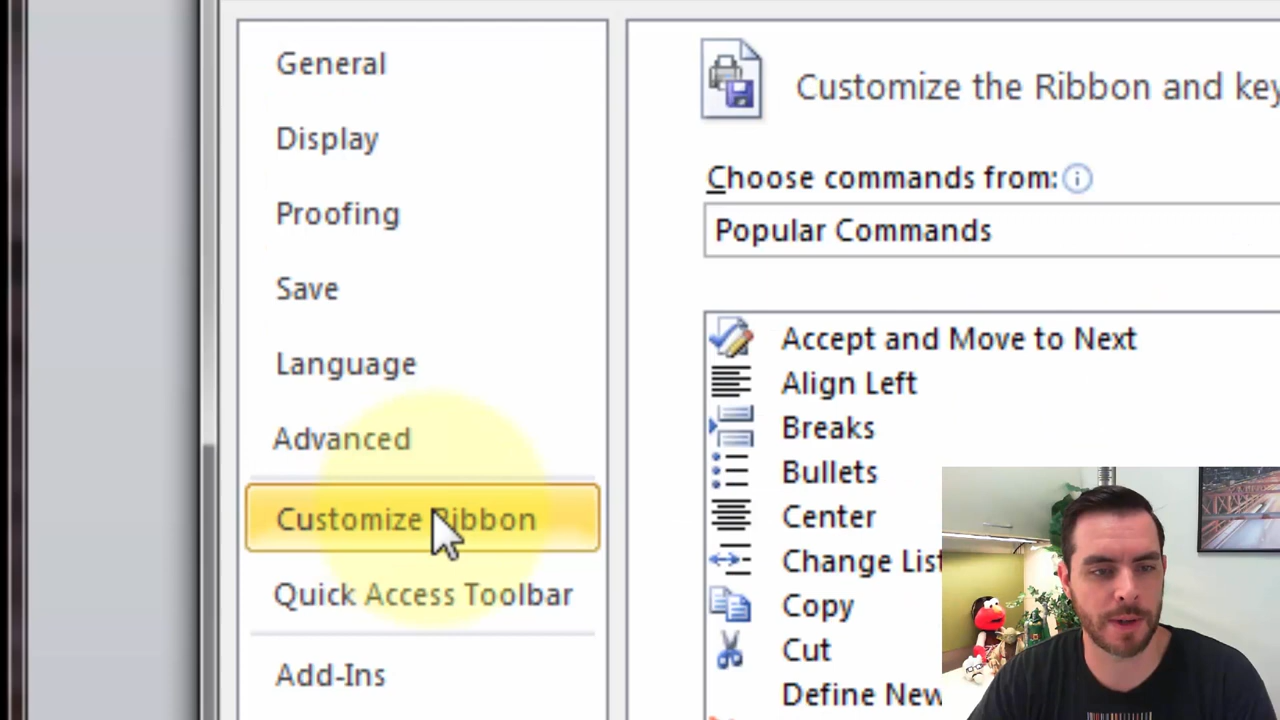 General
Display
Proofing
Save
Language
Advanced
Customize Ribbon
Quick Access Toolbar
Add-Ins
Customize the Ribbon and key
Choose commands from:
Popular Commands
Accept and Move to Next
Align Left
Breaks
Bullets
Center
Change List
Copy
Cut
Define New